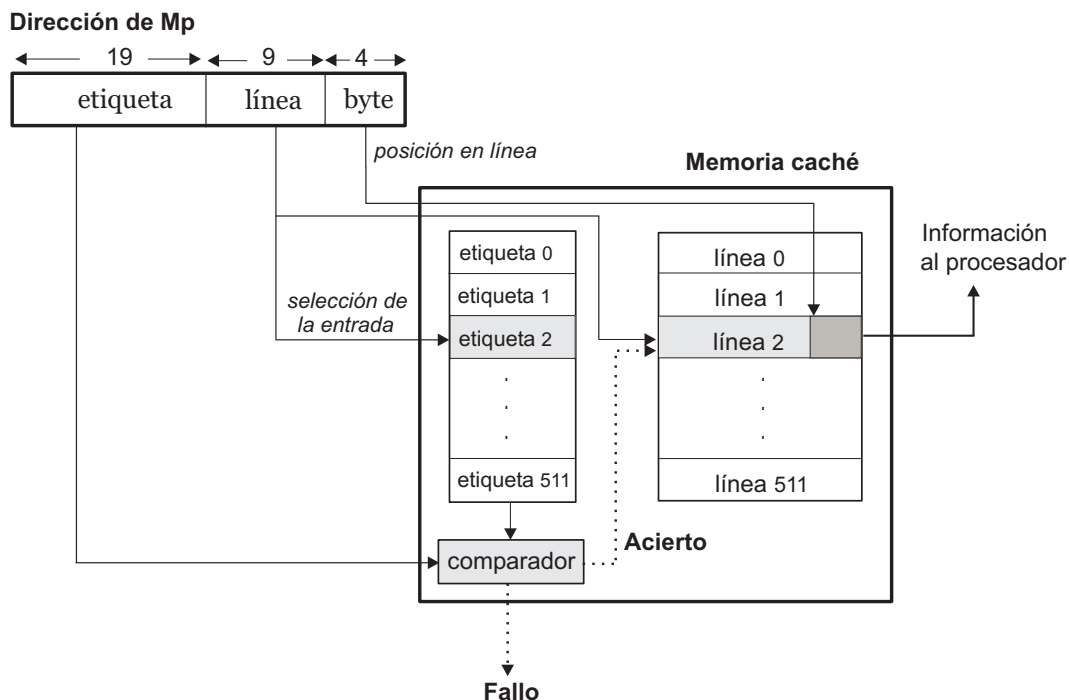 Dirección de Mp
19
9
4
etiqueta
línea
byte
posición en línea
Memoria caché
Información
al procesador
etiqueta 0
línea 0
etiqueta 1
línea 1
selección de
la entrada
etiqueta 2
línea 2
etiqueta 511
línea 511
Acierto
comparador
Fallo